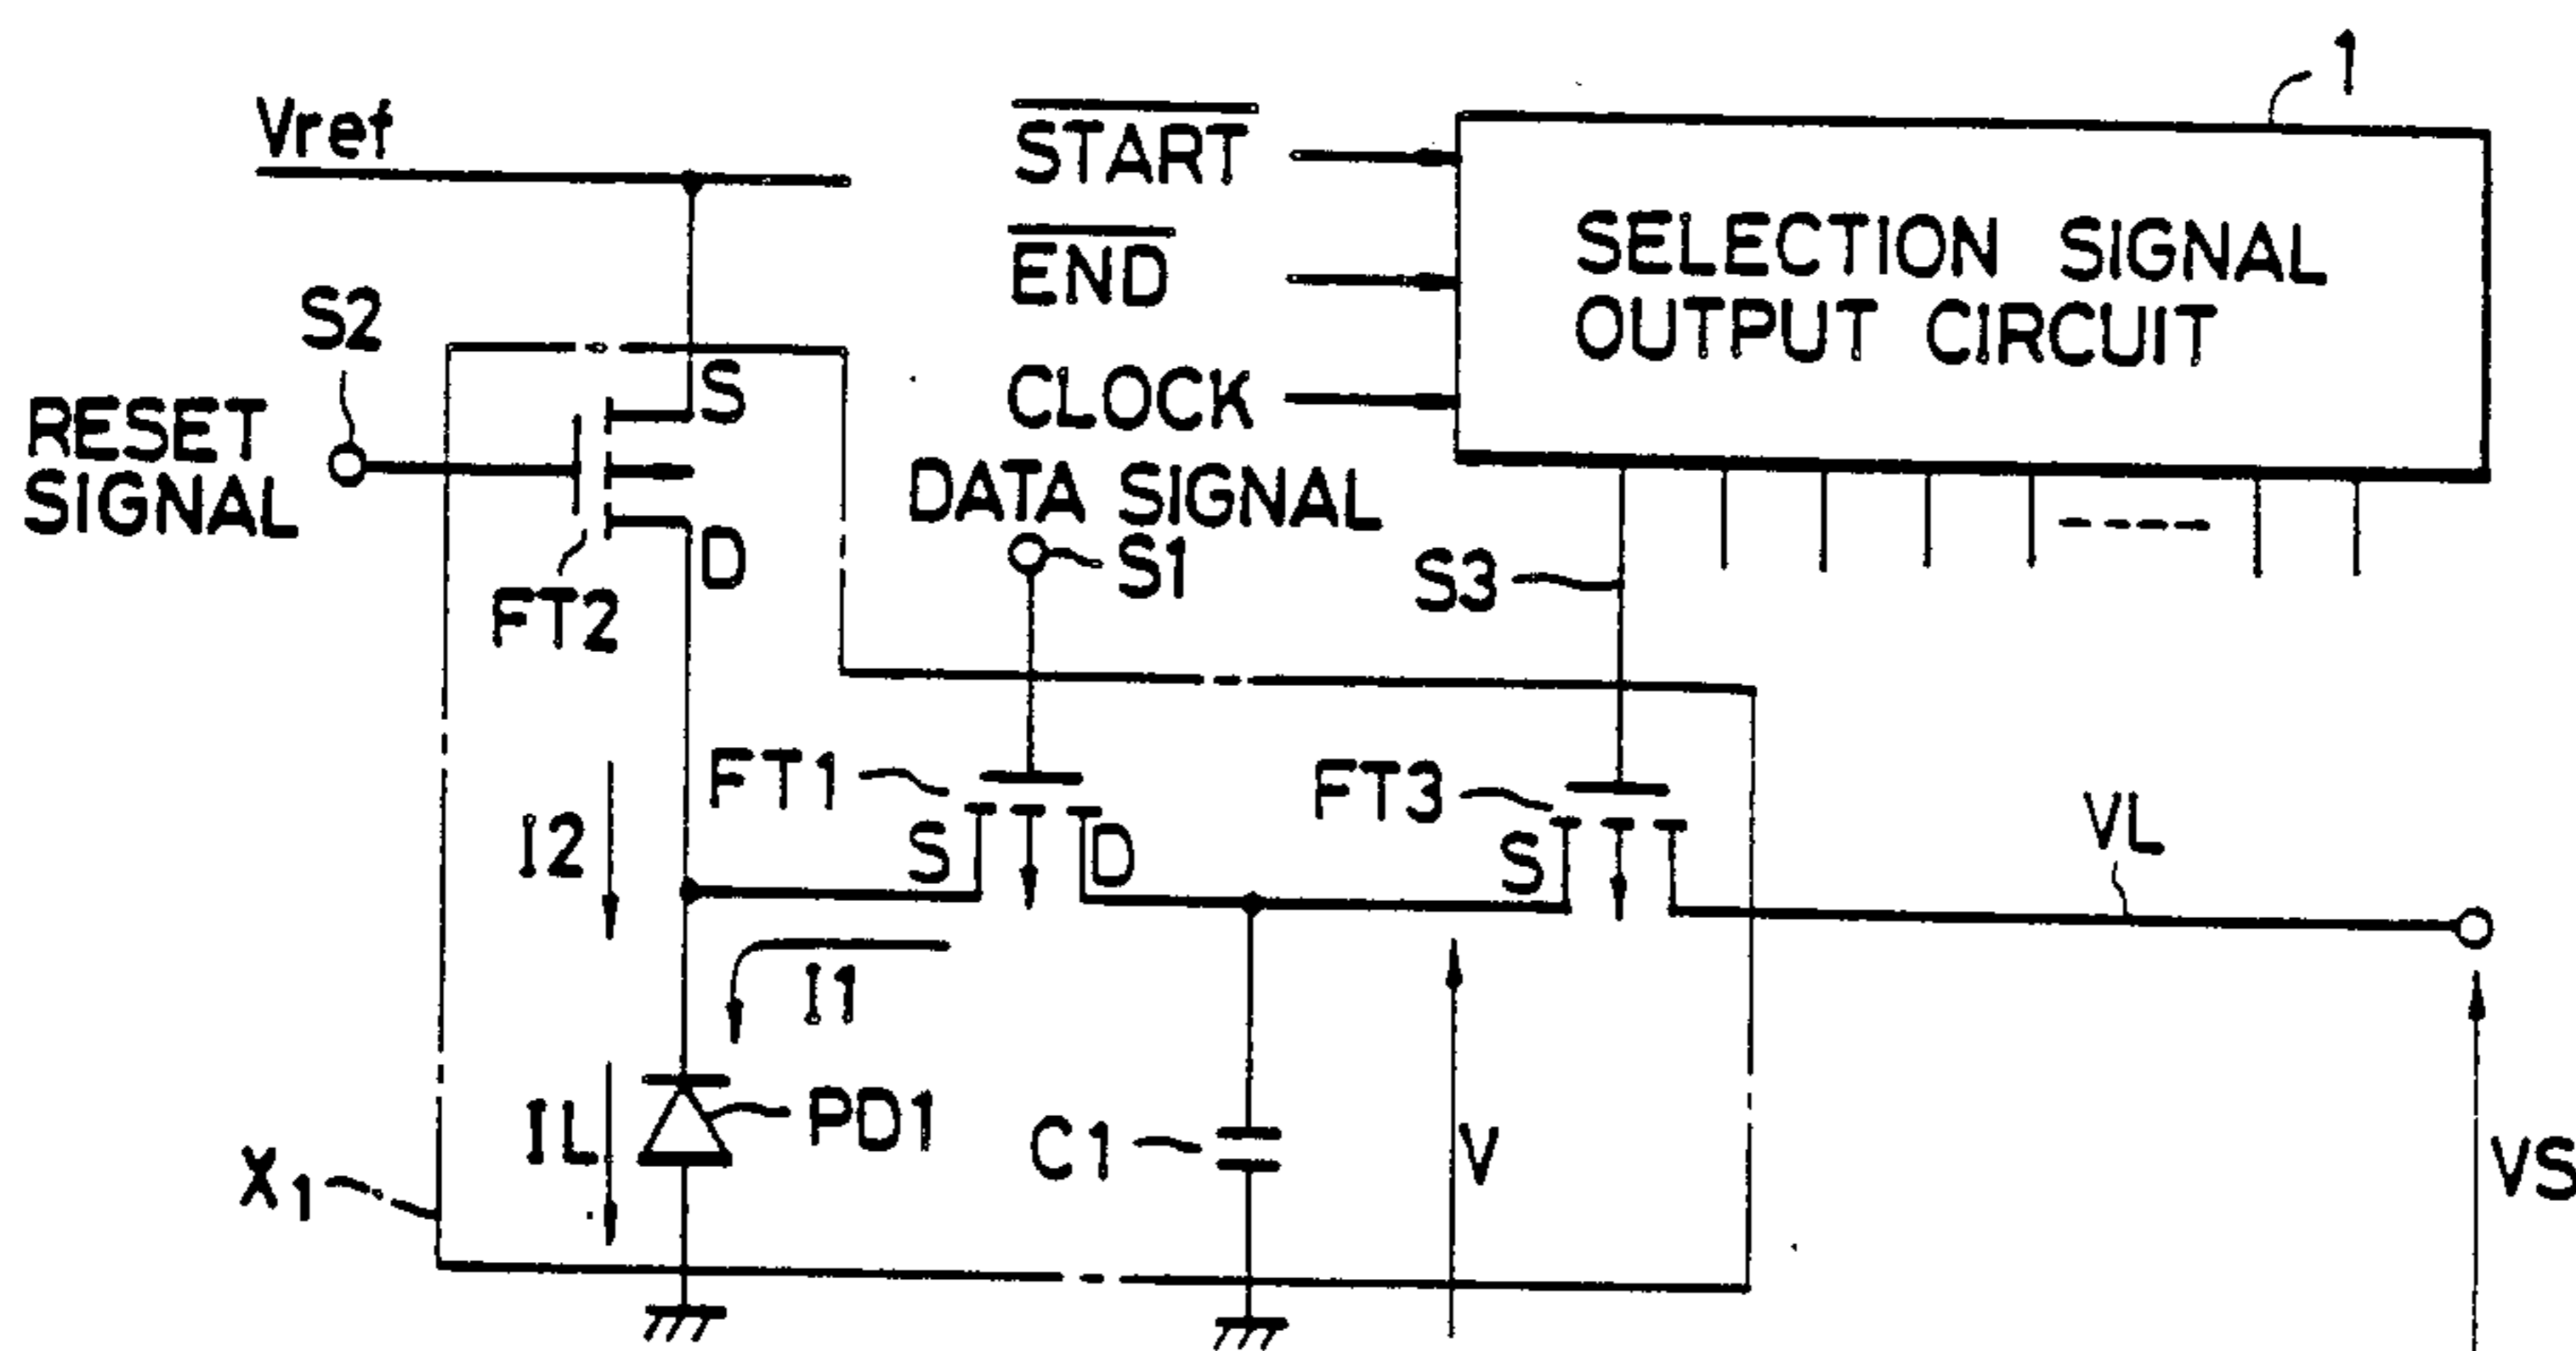 1
Vref
START
END
CLOCK
SELECTION SIGNAL
OUTPUT CIRCUIT
S2
RESET
SIGNAL
S
D
FT2
DATA SIGNAL
S1
S3
FT1
S
D
FT3
S
VL
I2
I1
IL
PD1
C1
V
VS
X1